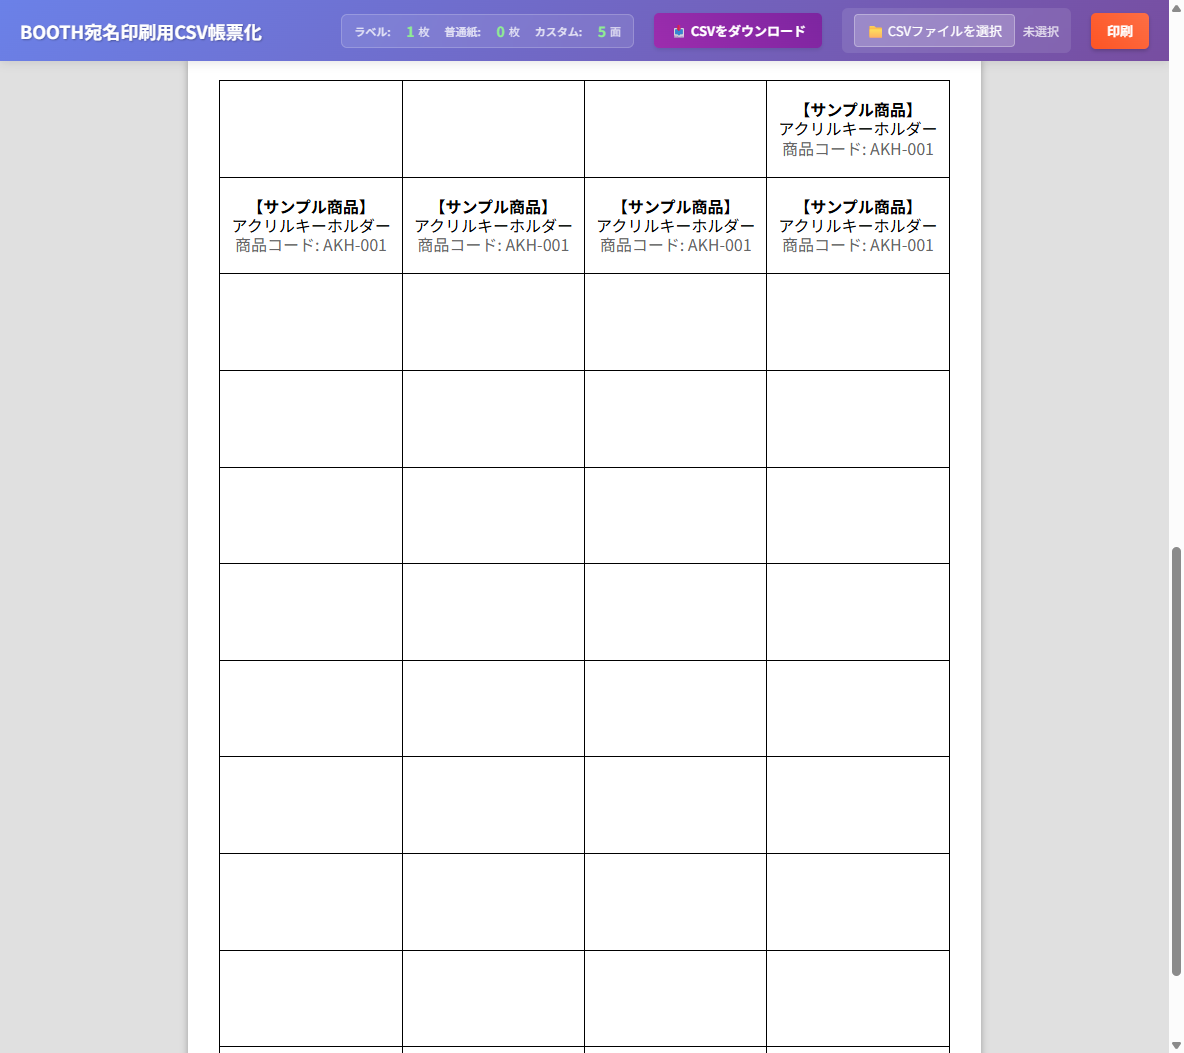 BOOTH宛名印刷用CSV帳票化
ラベル: 1 枚 普通紙: 0 枚 カスタム: 5 面
CSVをダウンロード
CSVファイルを選択
未選択
印刷
【サンプル商品】
アクリルキーホルダー
商品コード: AKH-001
【サンプル商品】
アクリルキーホルダー
商品コード: AKH-001
【サンプル商品】
アクリルキーホルダー
商品コード: AKH-001
【サンプル商品】
アクリルキーホルダー
商品コード: AKH-001
【サンプル商品】
アクリルキーホルダー
商品コード: AKH-001